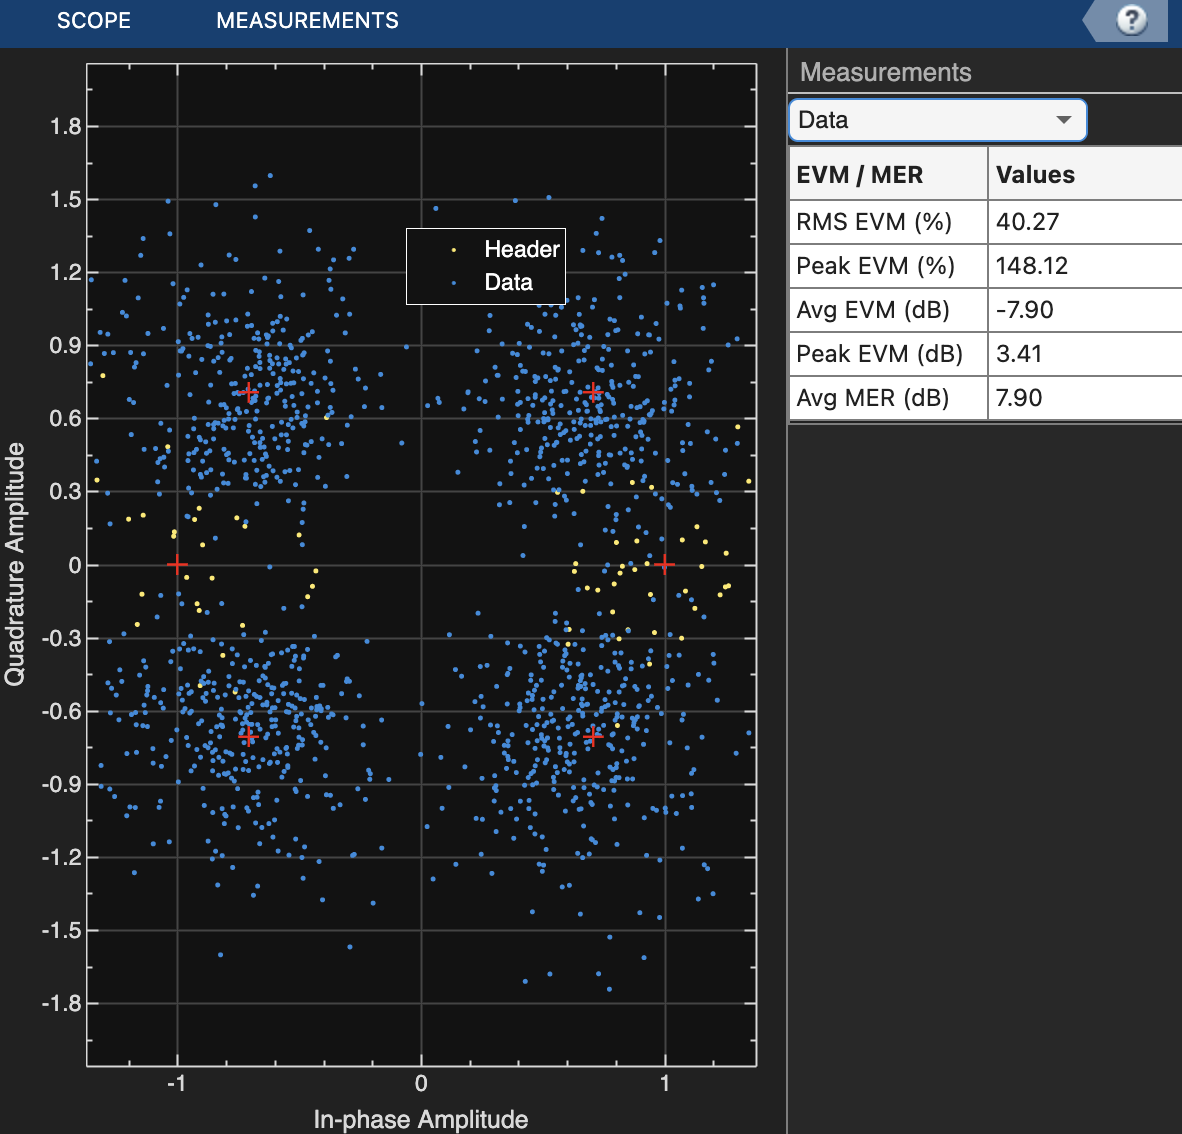 SCOPE MEASUREMENTS ?
Measurements
Data
EVM / MER Values
RMS EVM (%) 40.27
Peak EVM (%) 148.12
Avg EVM (dB) -7.90
Peak EVM (dB) 3.41
Avg MER (dB) 7.90
Header
Data
Quadrature Amplitude
1.8
1.5
1.2
0.9
0.6
0.3
0
-0.3
-0.6
-0.9
-1.2
-1.5
-1.8
-1 0 1
In-phase Amplitude